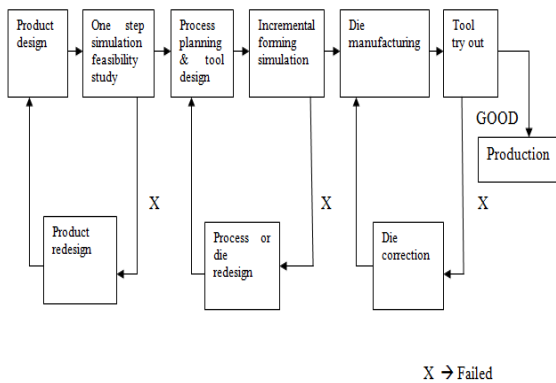 Product
design
One step
simulation
feasibility
study
Process
planning
& tool
design
Incremental
forming
simulation
Die
manufacturing
Tool
try out
GOOD
Production
X
X
X
Product
redesign
Process or
die
redesign
Die
correction
X → Failed